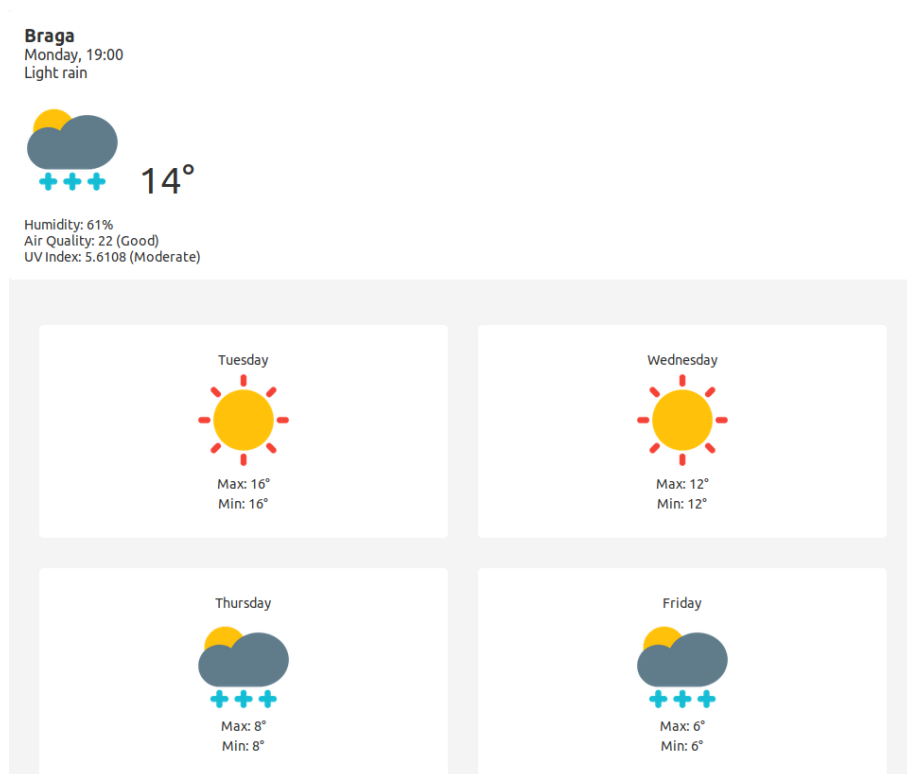 Braga
Monday, 19:00
Light rain
14°
Humidity: 61%
Air Quality: 22 (Good)
UV Index: 5.6108 (Moderate)
Tuesday
Max: 16°
Min: 16°
Wednesday
Max: 12°
Min: 12°
Thursday
Max: 8°
Min: 8°
Friday
Max: 6°
Min: 6°